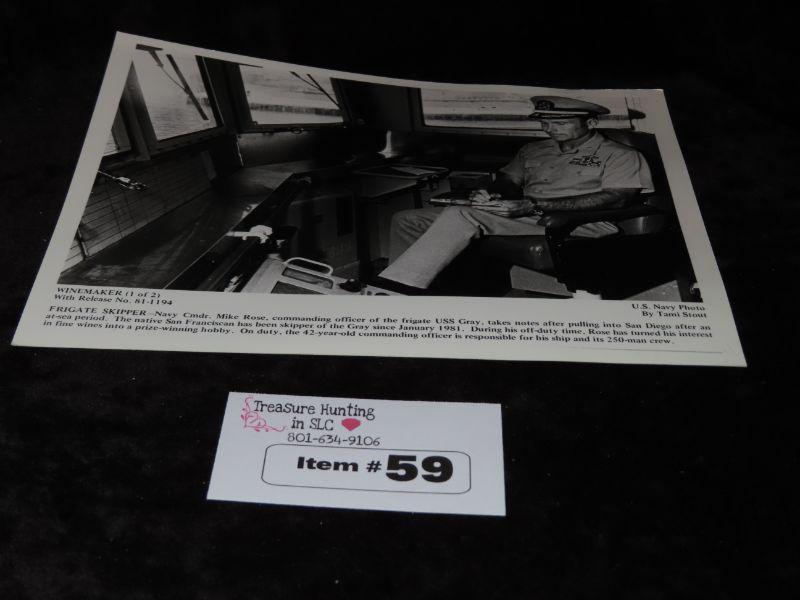 WINEMAKER (1 of 2)
With Release No. 81-1194
U.S. Navy Photo
By Tami Stout
FRIGATE SKIPPER--Navy Cmdr. Mike Rose, commanding officer of the frigate USS Gray, takes notes after pulling into San Diego after an
at-sea period. The native San Franciscan has been skipper of the Gray since January 1981. During his off-duty time, Rose has turned his interest
in fine wines into a prize-winning hobby. On duty, the 42-year-old commanding officer is responsible for his ship and its 250-man crew.
Treasure Hunting
in SLC
801-634-9106
Item # 59